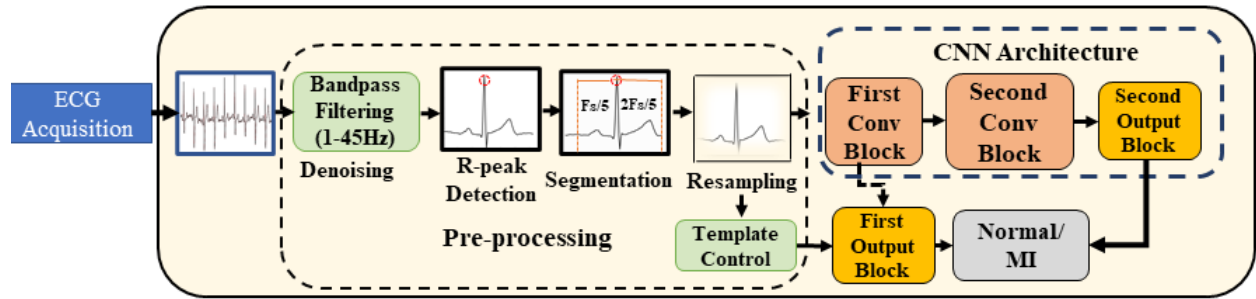 ECG
Acquisition
Bandpass
Filtering
(1-45Hz)
Denoising
R-peak
Detection
Fs/5
2Fs/5
Segmentation
Resampling
Pre-processing
Template
Control
CNN Architecture
First
Conv
Block
Second
Conv
Block
Second
Output
Block
First
Output
Block
Normal/
MI